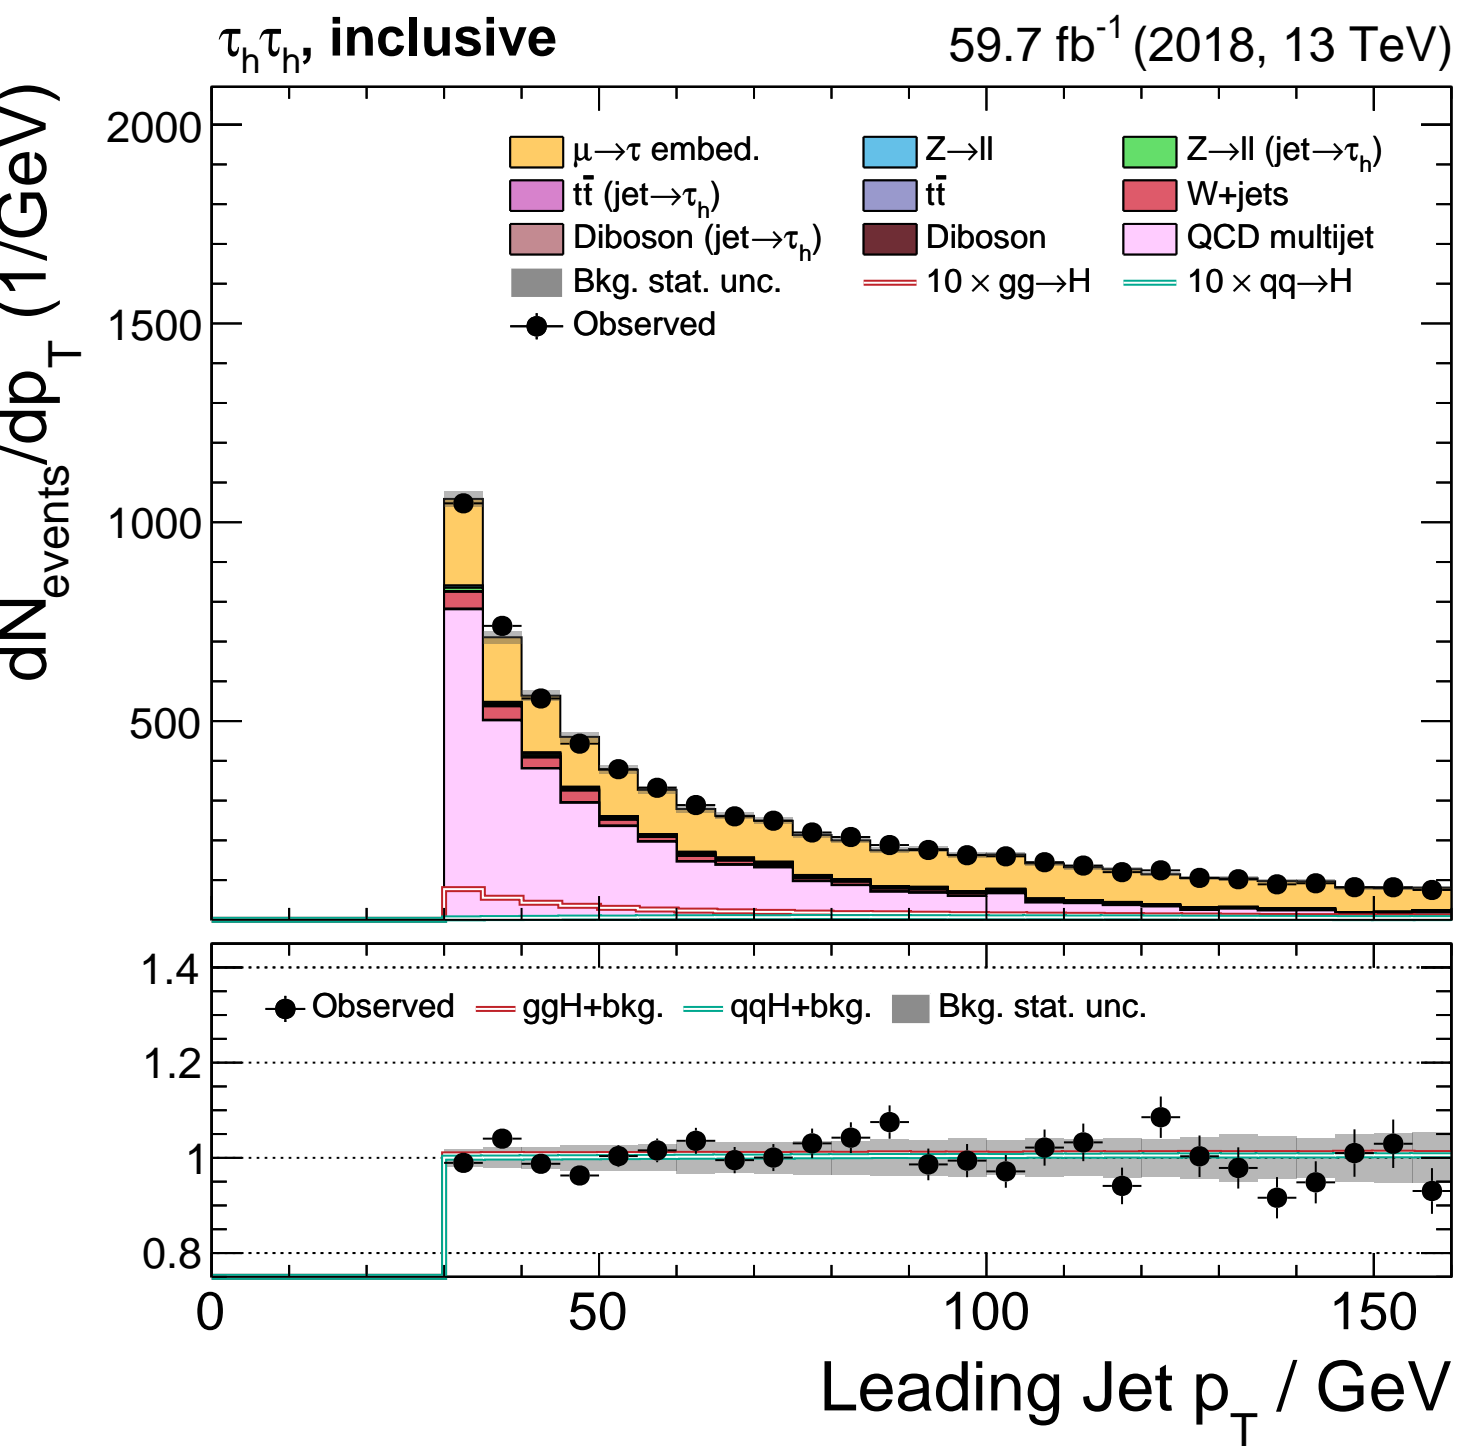 τhτh, inclusive
59.7 fb-1 (2018, 13 TeV)
dNevents/dpT (1/GeV)
2000
1500
1000
500
μ→τ embed.
Z→ll
Z→ll (jet→τh)
tt̄ (jet→τh)
tt̄
W+jets
Diboson (jet→τh)
Diboson
QCD multijet
Bkg. stat. unc.
10 × gg→H
10 × qq→H
Observed
1.4
1.2
1
0.8
Observed
ggH+bkg.
qqH+bkg.
Bkg. stat. unc.
0
50
100
150
Leading Jet pT / GeV